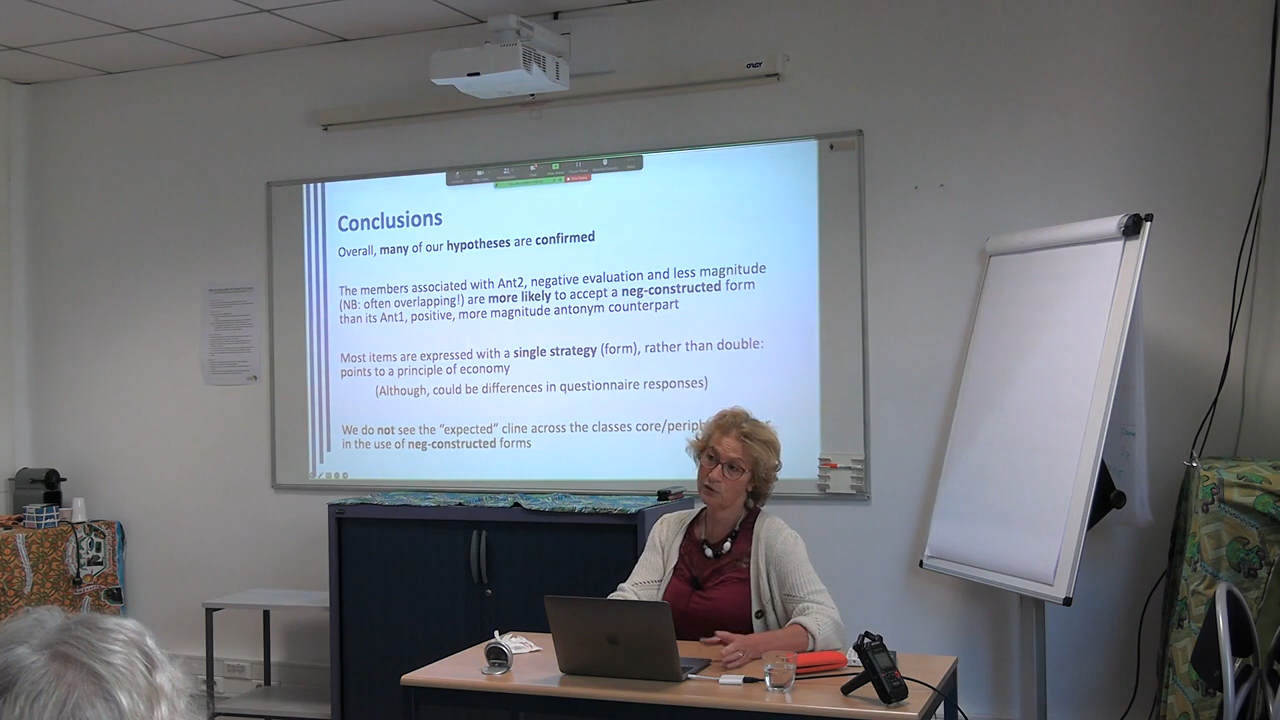 Conclusions
Overall, many of our hypotheses are confirmed
The members associated with Ant2, negative evaluation and less magnitude
(NB: often overlapping!) are more likely to accept a neg-constructed form
than its Ant1, positive, more magnitude antonym counterpart
Most items are expressed with a single strategy (form), rather than double:
points to a principle of economy
(Although, could be differences in questionnaire responses)
We do not see the “expected” cline across the classes core/periph
in the use of neg-constructed forms